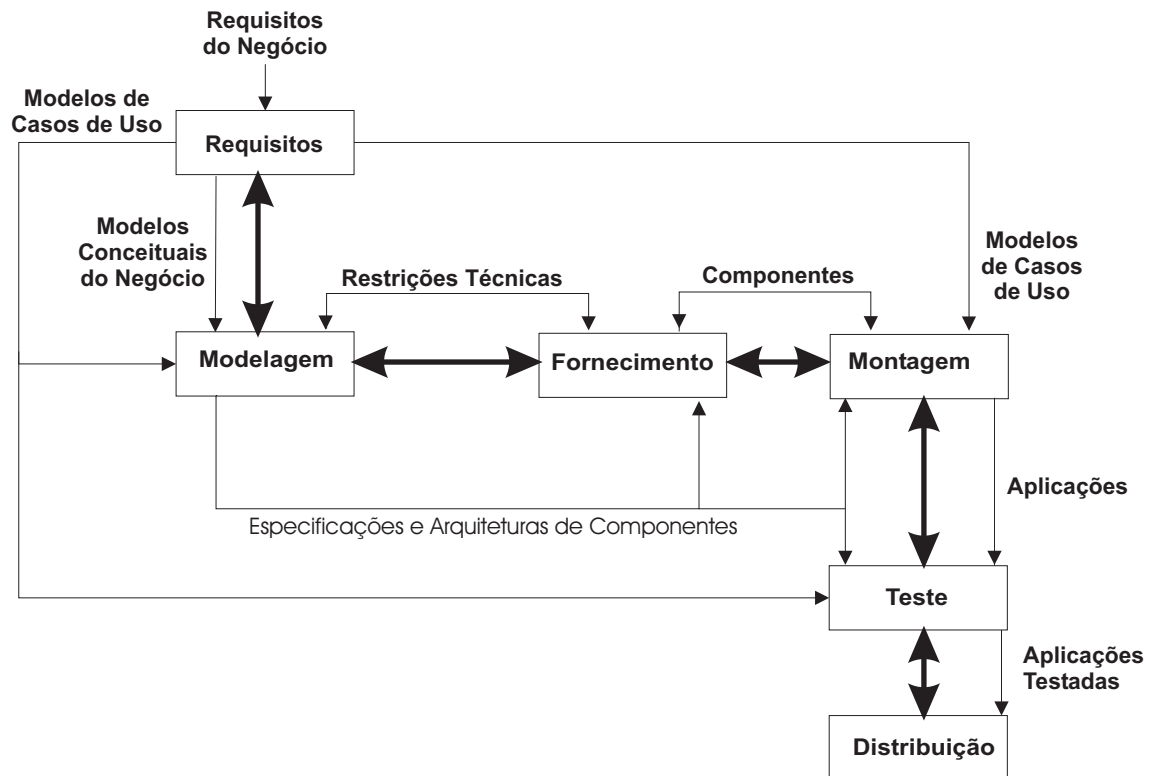 Requisitos
do Negócio
Modelos de
Casos de Uso
Requisitos
Modelos
Conceituais
do Negócio
Restrições Técnicas
Componentes
Modelos
de Casos
de Uso
Modelagem
Fornecimento
Montagem
Especificações e Arquiteturas de Componentes
Aplicações
Teste
Aplicações
Testadas
Distribuição